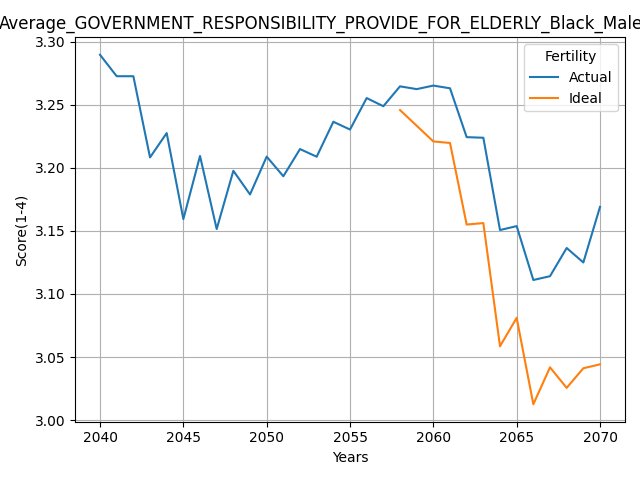 Average_GOVERNMENT_RESPONSIBILITY_PROVIDE_FOR_ELDERLY_Black_Male
Fertility
Actual
Ideal
Score(1-4)
3.30
3.25
3.20
3.15
3.10
3.05
3.00
2040 2045 2050 2055 2060 2065 2070
Years